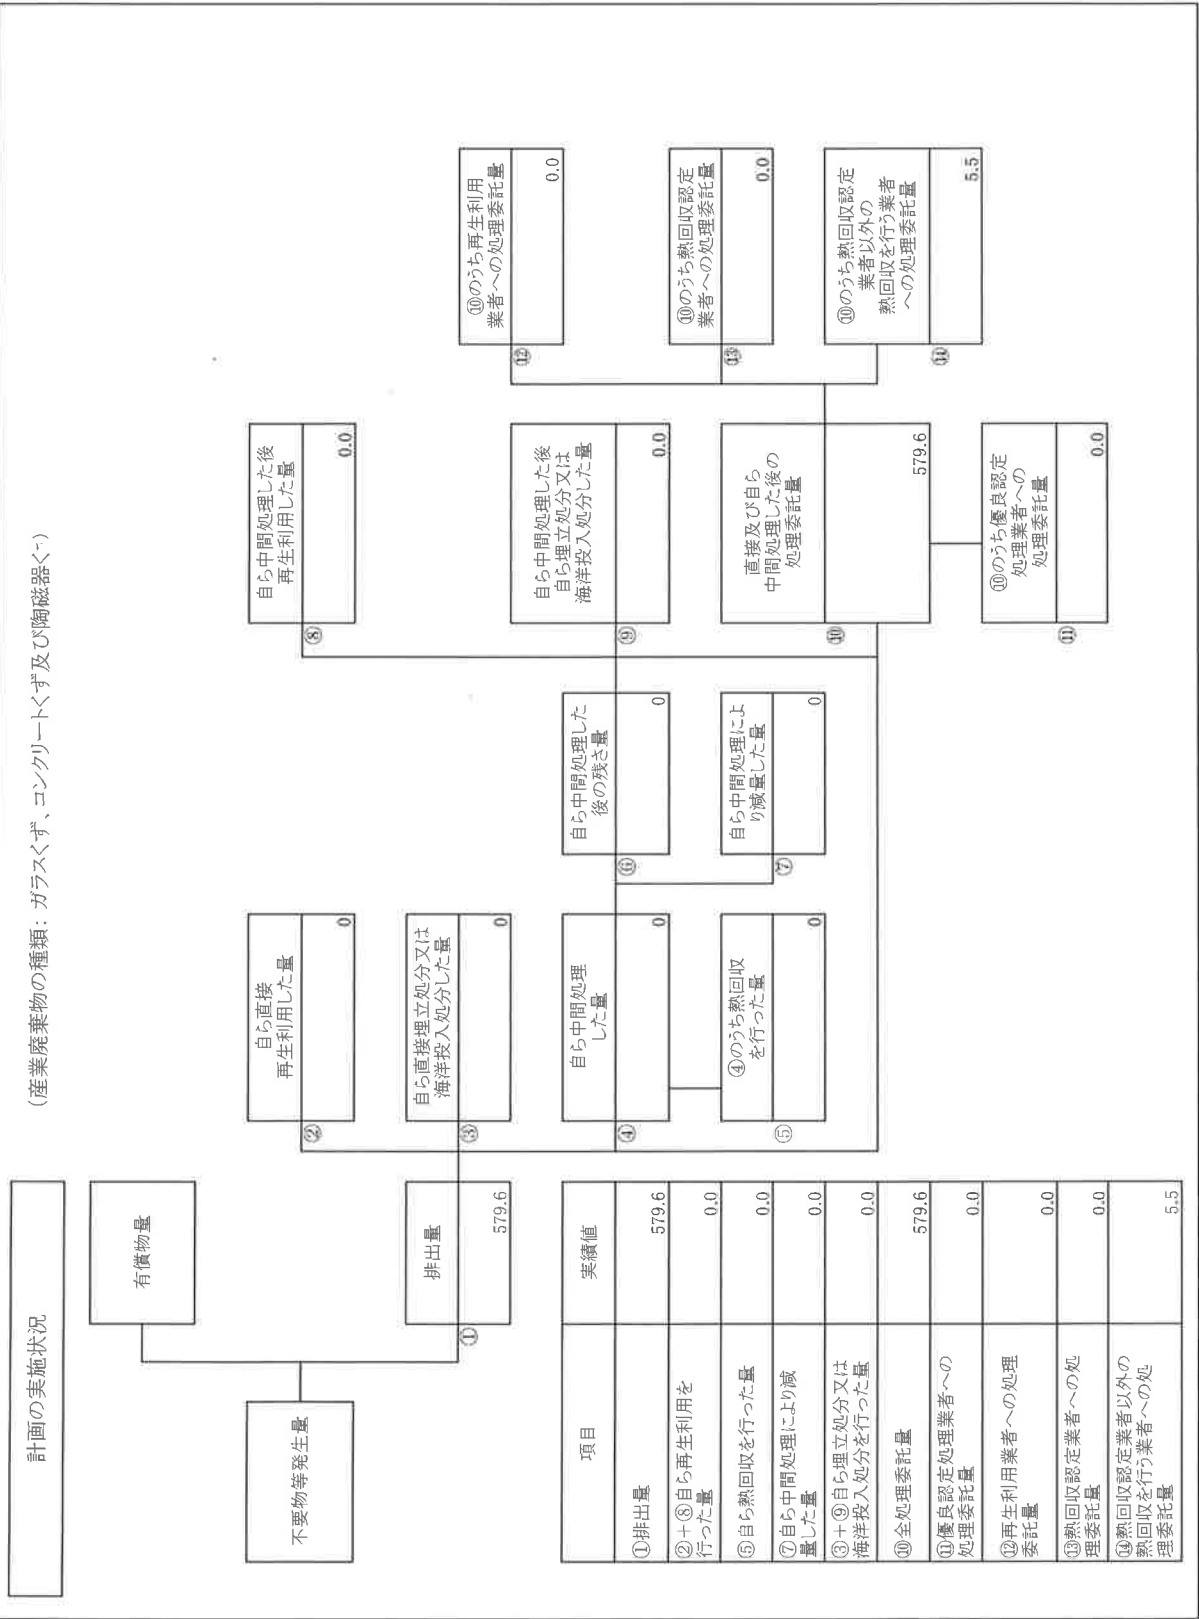 計画の実施状況
(産業廃棄物の種類：ガラスくず、コンクリートくず及び陶磁器く
不要物等発生量
有償物量
①
排出量
579.6
②
自ら直接
再生利用した量
0
③
自ら直接埋立処分又は
海洋投入処分した量
0
④
自ら中間処理
した量
0
⑤
④のうち熱回収
を行った量
0
⑥
自ら中間処理した
後の残さ量
0
⑦
自ら中間処理によ
り減量した量
0
⑧
自ら中間処理した後
再生利用した量
0.0
⑨
自ら中間処理した後
自ら埋立処分又は
海洋投入処分した量
0.0
⑩
直接及び自ら
中間処理した後の
処理委託量
579.6
⑪
⑩のうち優良認定
処理業者への
処理委託量
0.0
⑫
⑩のうち再生利用
業者への処理委託量
0.0
⑬
⑩のうち熱回収認定
業者への処理委託量
0.0
⑭
⑩のうち熱回収認定
業者以外の
熱回収を行う業者
への処理委託量
5.5
項目 実績値
①排出量 579.6
②＋⑧自ら再生利用を
行った量 0.0
⑤自ら熱回収を行った量 0.0
⑦自ら中間処理により減
量した量 0.0
③＋⑨自ら埋立処分又は
海洋投入処分を行った量 0.0
⑩全処理委託量 579.6
⑪優良認定処理業者への
処理委託量 0.0
⑫再生利用業者への処理
委託量 0.0
⑬熱回収認定業者への処
理委託量 0.0
⑭熱回収認定業者以外の
熱回収を行う業者への処
理委託量 5.5